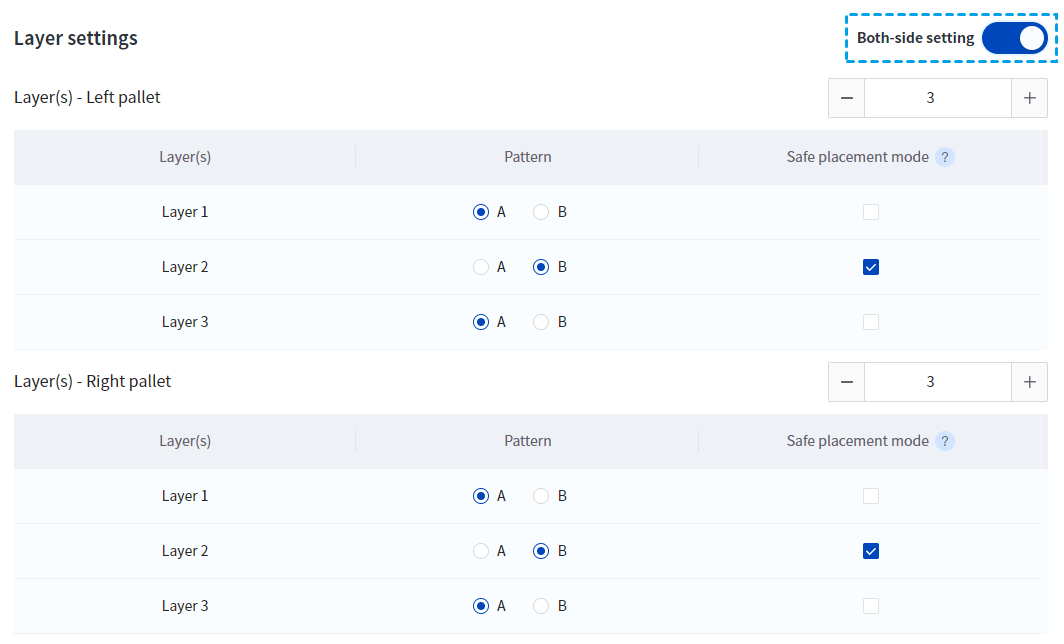 Layer settings
Both-side setting
Layer(s) - Left pallet
− 3 +
Layer(s) Pattern Safe placement mode ?
Layer 1 A B
Layer 2 A B
Layer 3 A B
Layer(s) - Right pallet
− 3 +
Layer(s) Pattern Safe placement mode ?
Layer 1 A B
Layer 2 A B
Layer 3 A B